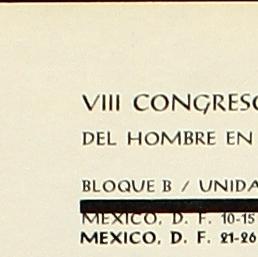 VIII CONGRESO
DEL HOMBRE EN
BLOQUE B / UNIDA
MEXICO, D. F. 10-15
MEXICO, D. F. 21-26